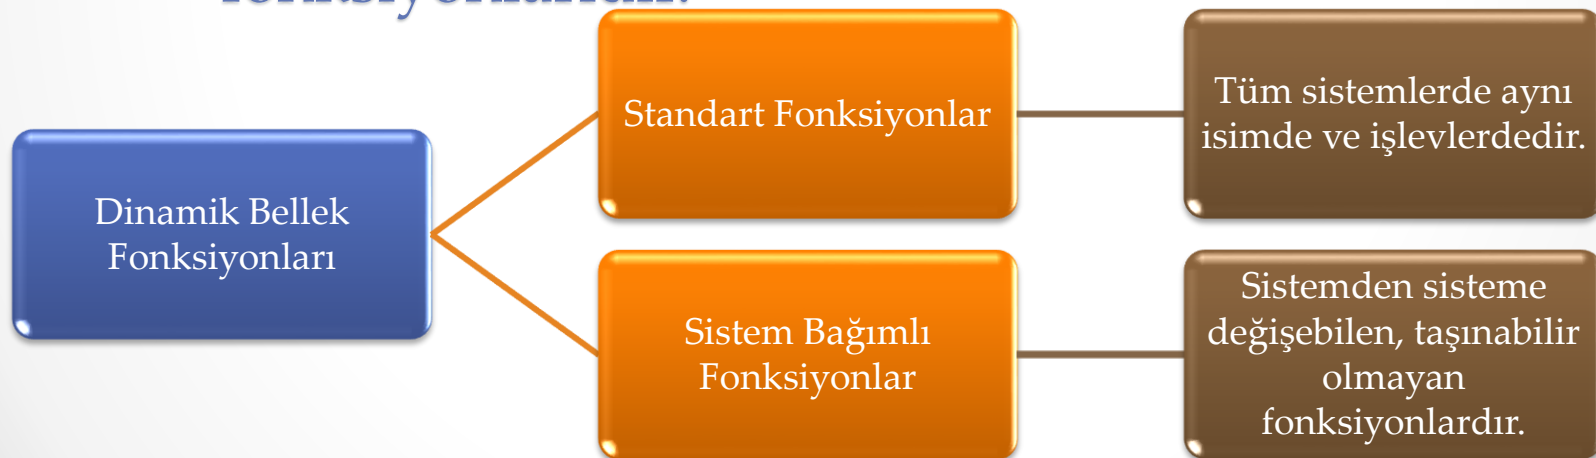 fonksiyonlarıdır.
Dinamik Bellek
Fonksiyonları
Standart Fonksiyonlar
Tüm sistemlerde aynı
isimde ve işlevlerdedir.
Sistem Bağımlı
Fonksiyonlar
Sistemden sisteme
değişebilen, taşınabilir
olmayan
fonksiyonlardır.